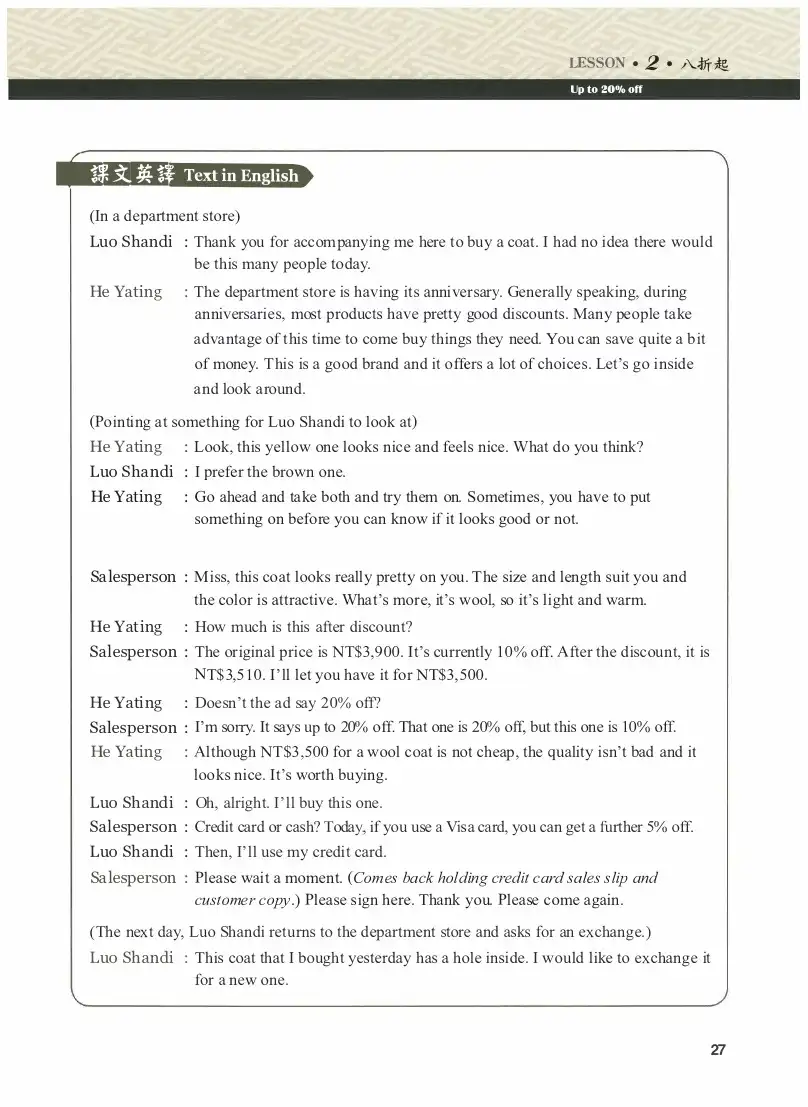 LESSON • 2 • 八折起
Up to 20% off
課文英譯 Text in English
(In a department store)
Luo Shandi : Thank you for accompanying me here to buy a coat. I had no idea there would
be this many people today.
He Yating : The department store is having its anniversary. Generally speaking, during
anniversaries, most products have pretty good discounts. Many people take
advantage of this time to come buy things they need. You can save quite a bit
of money. This is a good brand and it offers a lot of choices. Let's go inside
and look around.
(Pointing at something for Luo Shandi to look at)
He Yating : Look, this yellow one looks nice and feels nice. What do you think?
Luo Shandi : I prefer the brown one.
He Yating : Go ahead and take both and try them on. Sometimes, you have to put
something on before you can know if it looks good or not.
Salesperson : Miss, this coat looks really pretty on you. The size and length suit you and
the color is attractive. What's more, it's wool, so it's light and warm.
He Yating : How much is this after discount?
Salesperson : The original price is NT$3,900. It's currently 10% off. After the discount, it is
NT$3,510. I'll let you have it for NT$3,500.
He Yating : Doesn't the ad say 20% off?
Salesperson : I'm sorry. It says up to 20% off. That one is 20% off, but this one is 10% off.
He Yating : Although NT$3,500 for a wool coat is not cheap, the quality isn't bad and it
looks nice. It's worth buying.
Luo Shandi : Oh, alright. I'll buy this one.
Salesperson : Credit card or cash? Today, if you use a Visa card, you can get a further 5% off.
Luo Shandi : Then, I'll use my credit card.
Salesperson : Please wait a moment. (Comes back holding credit card sales slip and
customer copy.) Please sign here. Thank you. Please come again.
(The next day, Luo Shandi returns to the department store and asks for an exchange.)
Luo Shandi : This coat that I bought yesterday has a hole inside. I would like to exchange it
for a new one.
27